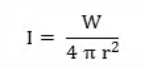 I = W / 4 π r²